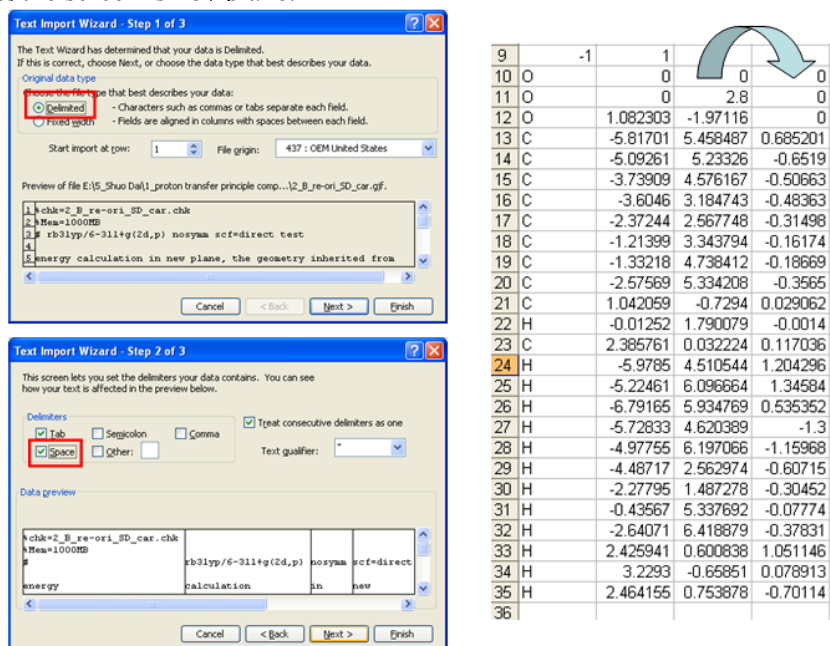 Text Import Wizard - Step 1 of 3
The Text Wizard has determined that your data is Delimited.
If this is correct, choose Next, or choose the data type that best describes your data.
Original data type
Choose the file type that best describes your data:
Delimited - Characters such as commas or tabs separate each field.
Fixed width - Fields are aligned in columns with spaces between each field.
Start import at row: 1 File origin: 437 : OEM United States
Preview of file E:\5_Shuo Dai\1_proton transfer principle comp...\2_B_re-ori_SD_car.gjf.
1 %chk=2_B_re-ori_SD_car.chk
2 %Mem=1000MB
3 # rb3lyp/6-311+g(2d,p) nosymm scf=direct test
4
5 energy calculation in new plane, the geometry inherited from
Cancel < Back Next > Finish
Text Import Wizard - Step 2 of 3
This screen lets you set the delimiters your data contains. You can see
how your text is affected in the preview below.
Delimiters
Tab Semicolon Comma
Space Other:
Treat consecutive delimiters as one
Text qualifier: "
Data preview
%chk=2_B_re-ori_SD_car.chk
%Mem=1000MB
# rb3lyp/6-311+g(2d,p) nosymm scf=direct
energy calculation in new
Cancel < Back Next > Finish
9 -1 1
10 O 0 0 0
11 O 0 2.8 0
12 O 1.082303 -1.97116 0
13 C -5.81701 5.458487 0.685201
14 C -5.09261 5.23326 -0.6519
15 C -3.73909 4.576167 -0.50663
16 C -3.6046 3.184743 -0.48363
17 C -2.37244 2.567748 -0.31498
18 C -1.21399 3.343794 -0.16174
19 C -1.33218 4.738412 -0.18669
20 C -2.57569 5.334208 -0.3565
21 C 1.042059 -0.7294 0.029062
22 H -0.01252 1.790079 -0.0014
23 C 2.385761 0.032224 0.117036
24 H -5.9785 4.510544 1.204296
25 H -5.22461 6.096664 1.34584
26 H -6.79165 5.934769 0.535352
27 H -5.72833 4.620389 -1.3
28 H -4.97755 6.197066 -1.15968
29 H -4.48717 2.562974 -0.60715
30 H -2.27795 1.487278 -0.30452
31 H -0.43567 5.337692 -0.07774
32 H -2.64071 6.418879 -0.37831
33 H 2.425941 0.600838 1.051146
34 H 3.2293 -0.65851 0.078913
35 H 2.464155 0.753878 -0.70114
36